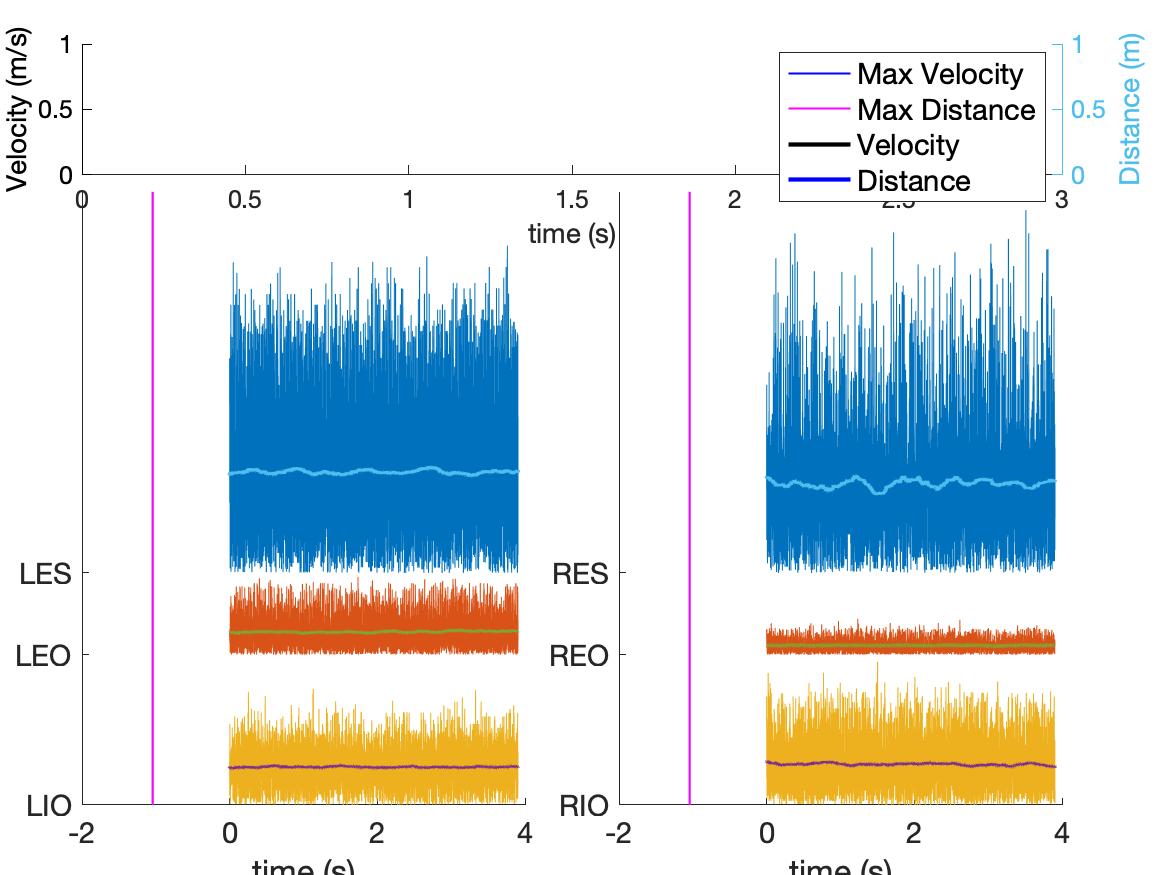 Velocity (m/s)
1
0.5
0
1
0.5
0
Distance (m)
Max Velocity
Max Distance
Velocity
Distance
0 0.5 1 1.5 2 2.5 3
time (s)
LES
LEO
LIO
-2 0 2 4
time (s)
RES
REO
RIO
-2 0 2 4
time (s)